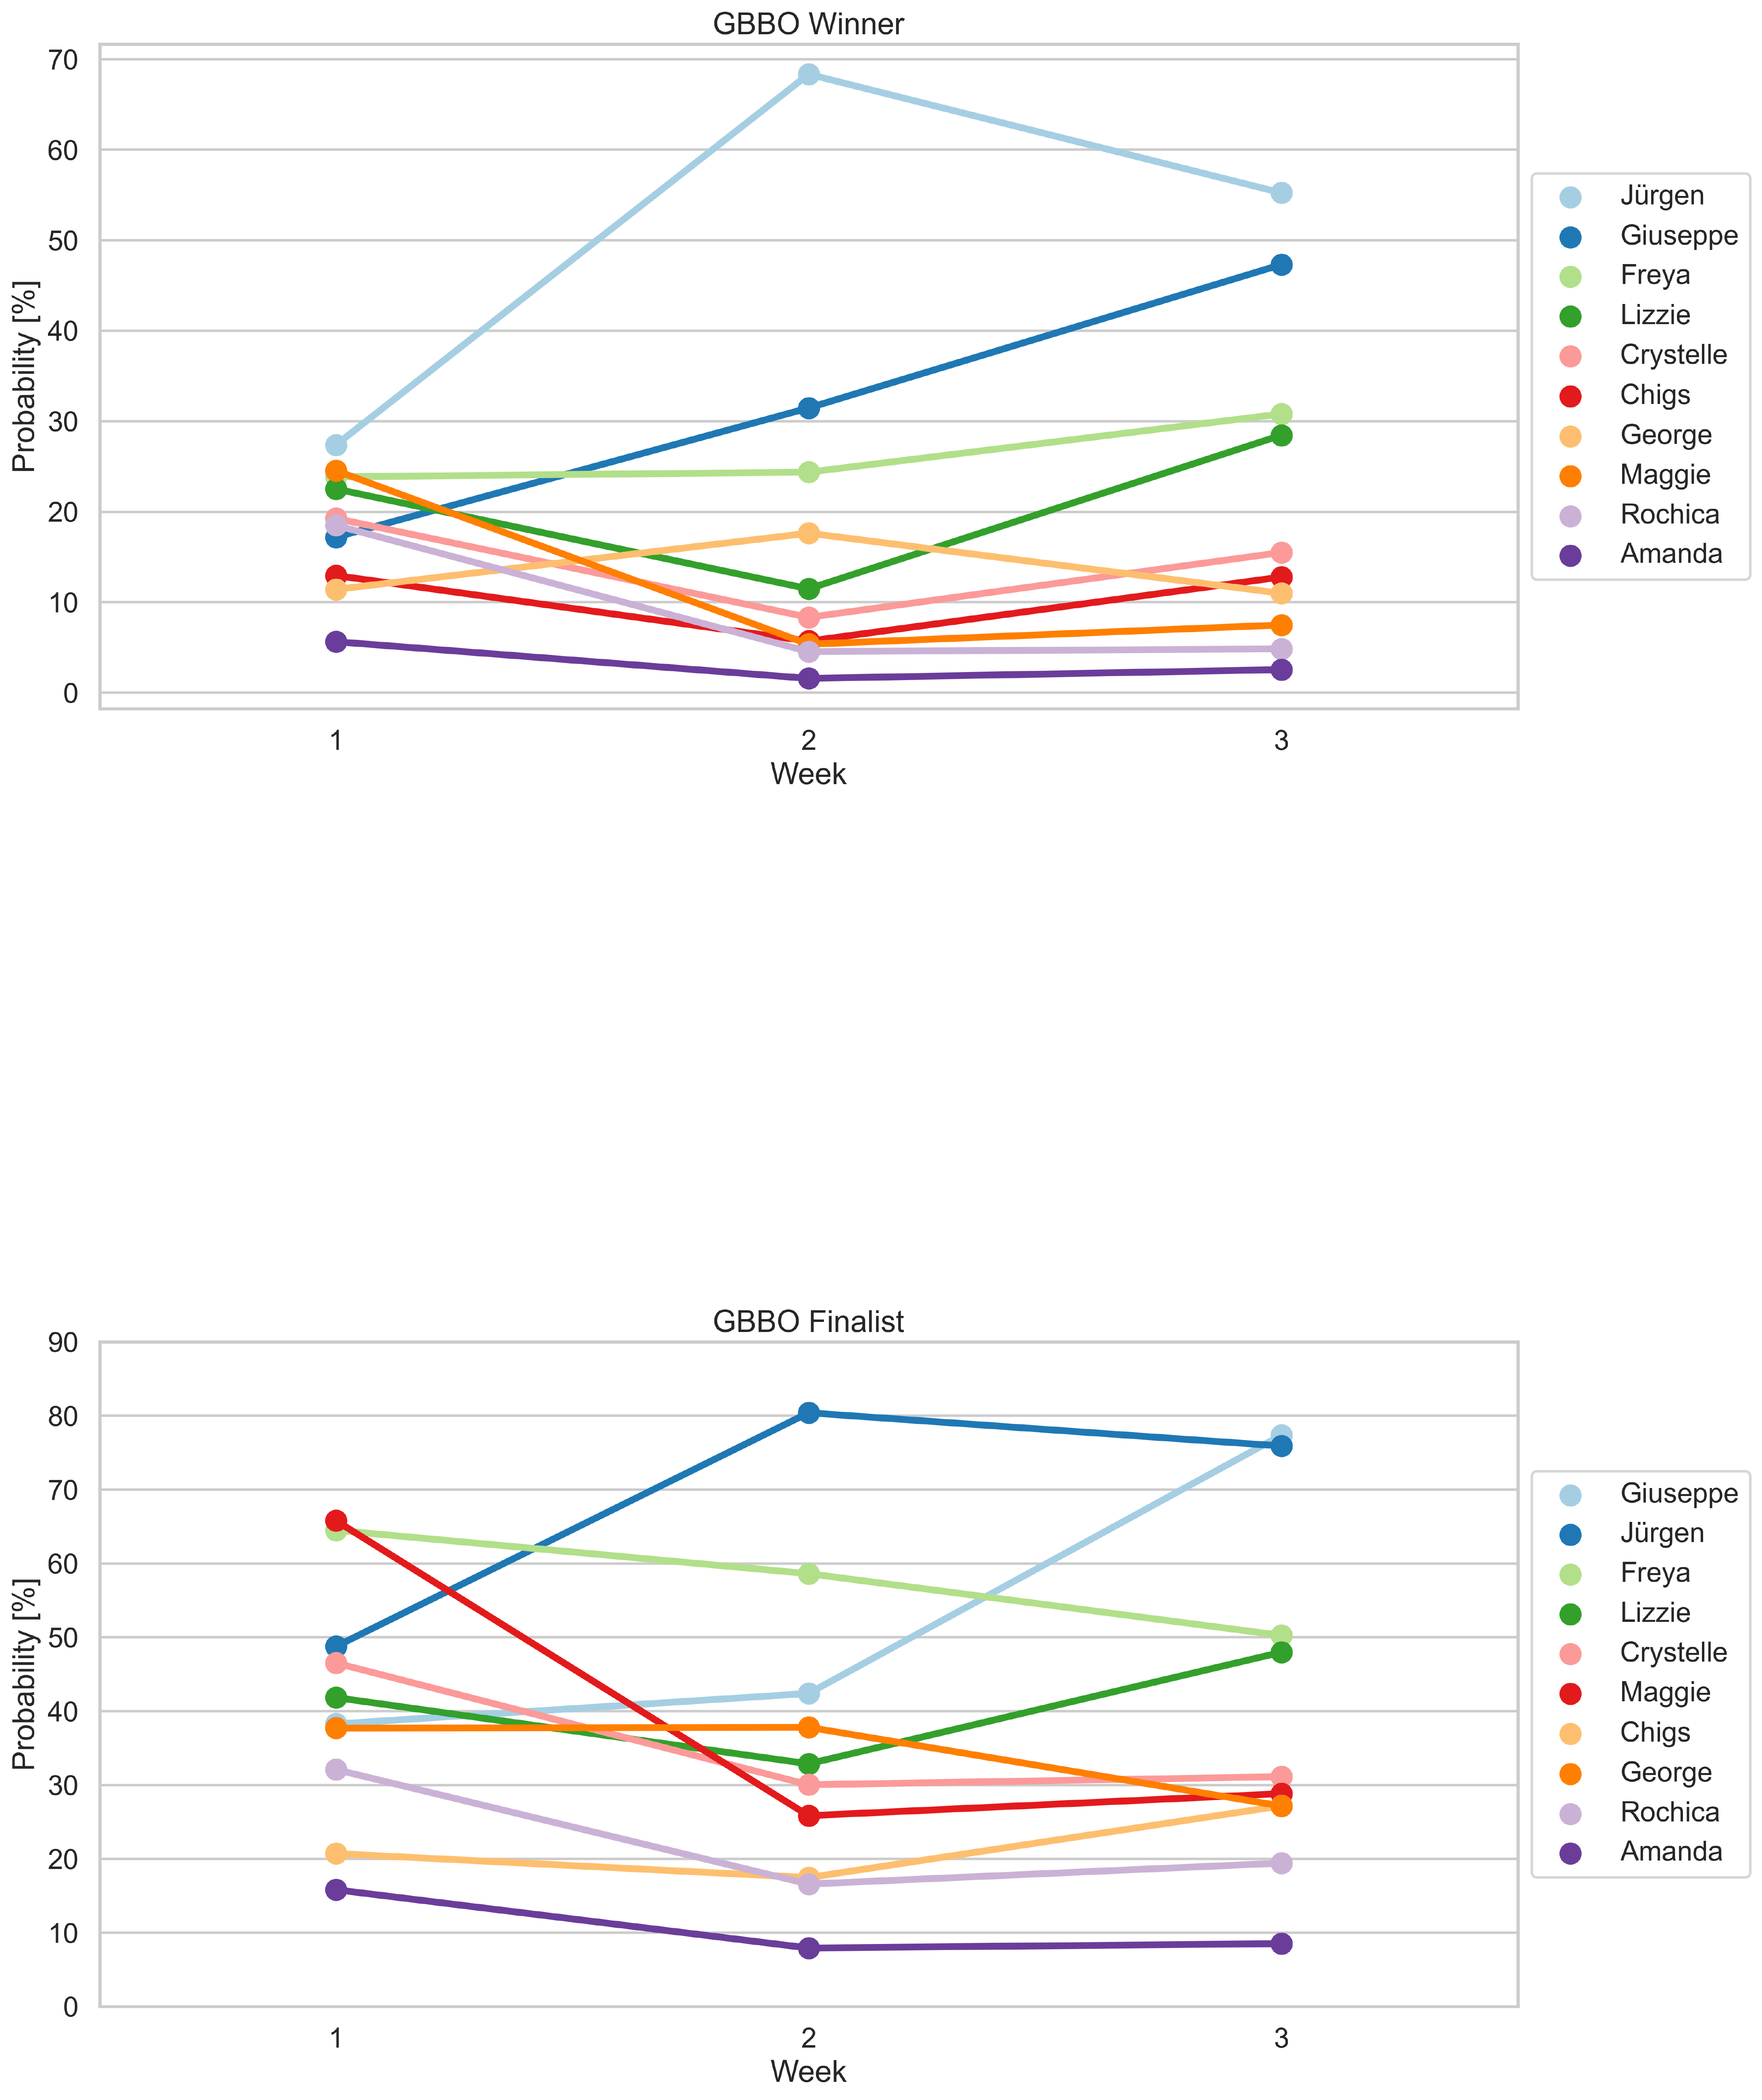 GBBO Winner
70
60
50
40
30
20
10
0
Probability [%]
1 2 3
Week
Jürgen
Giuseppe
Freya
Lizzie
Crystelle
Chigs
George
Maggie
Rochica
Amanda
GBBO Finalist
90
80
70
60
50
40
30
20
10
0
Probability [%]
1 2 3
Week
Giuseppe
Jürgen
Freya
Lizzie
Crystelle
Maggie
Chigs
George
Rochica
Amanda